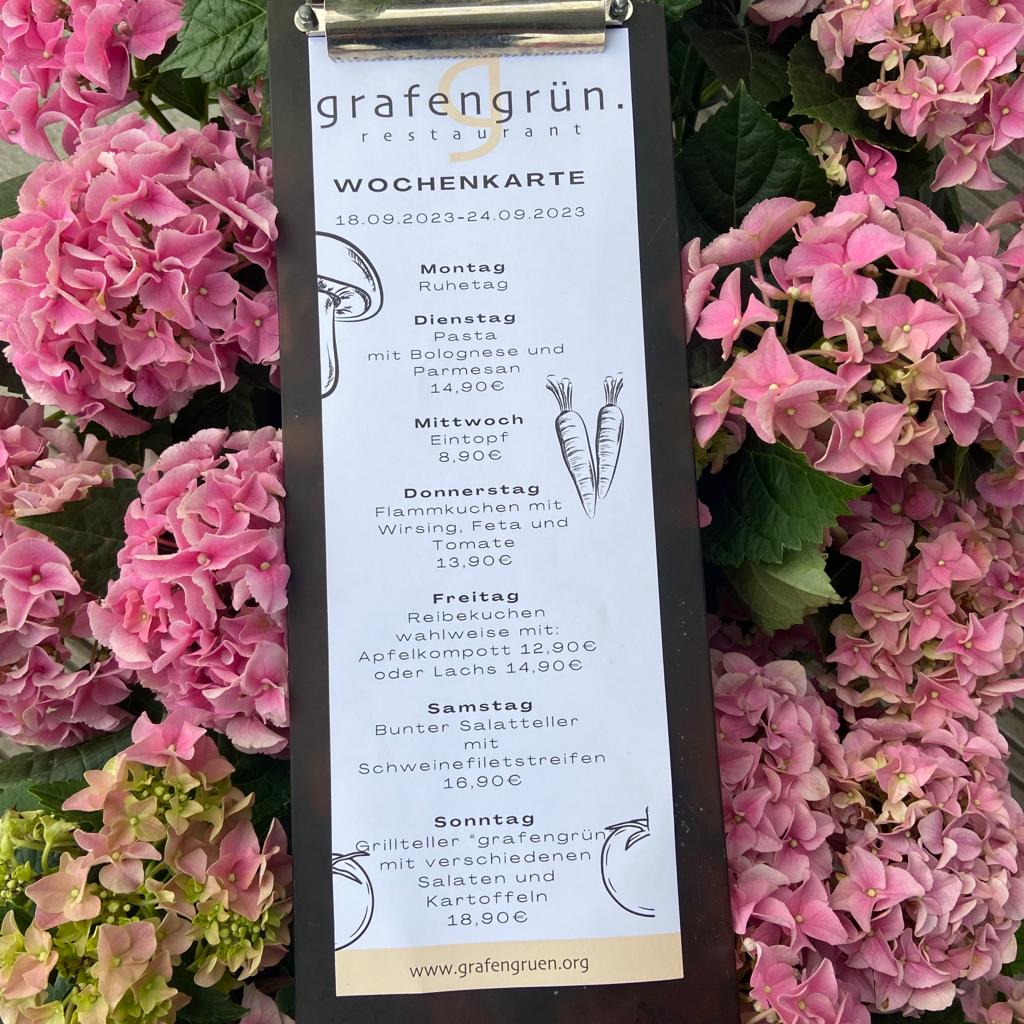 grafengrün.
restaurant
WOCHENKARTE
18.09.2023-24.09.2023
Montag
Ruhetag
Dienstag
Pasta
mit Bolognese und
Parmesan
14,90€
Mittwoch
Eintopf
8,90€
Donnerstag
Flammkuchen mit
Wirsing, Feta und
Tomate
13,90€
Freitag
Reibekuchen
wahlweise mit:
Apfelkompott 12,90€
oder Lachs 14,90€
Samstag
Bunter Salatteller
mit
Schweinefiletstreifen
16,90€
Sonntag
Grillteller "grafengrün
mit verschiedenen
Salaten und
Kartoffeln
18,90€
www.grafengruen.org